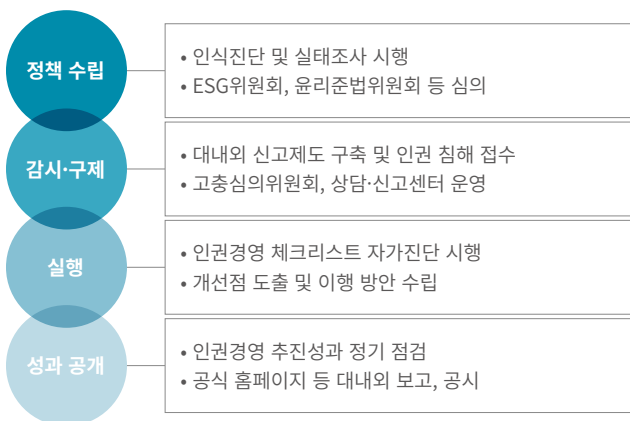 정책 수립
• 인식진단 및 실태조사 시행
• ESG위원회, 윤리준법위원회 등 심의
감시·구제
• 대내외 신고제도 구축 및 인권 침해 접수
• 고충심의위원회, 상담·신고센터 운영
실행
• 인권경영 체크리스트 자가진단 시행
• 개선점 도출 및 이행 방안 수립
성과 공개
• 인권경영 추진성과 정기 점검
• 공식 홈페이지 등 대내외 보고, 공시